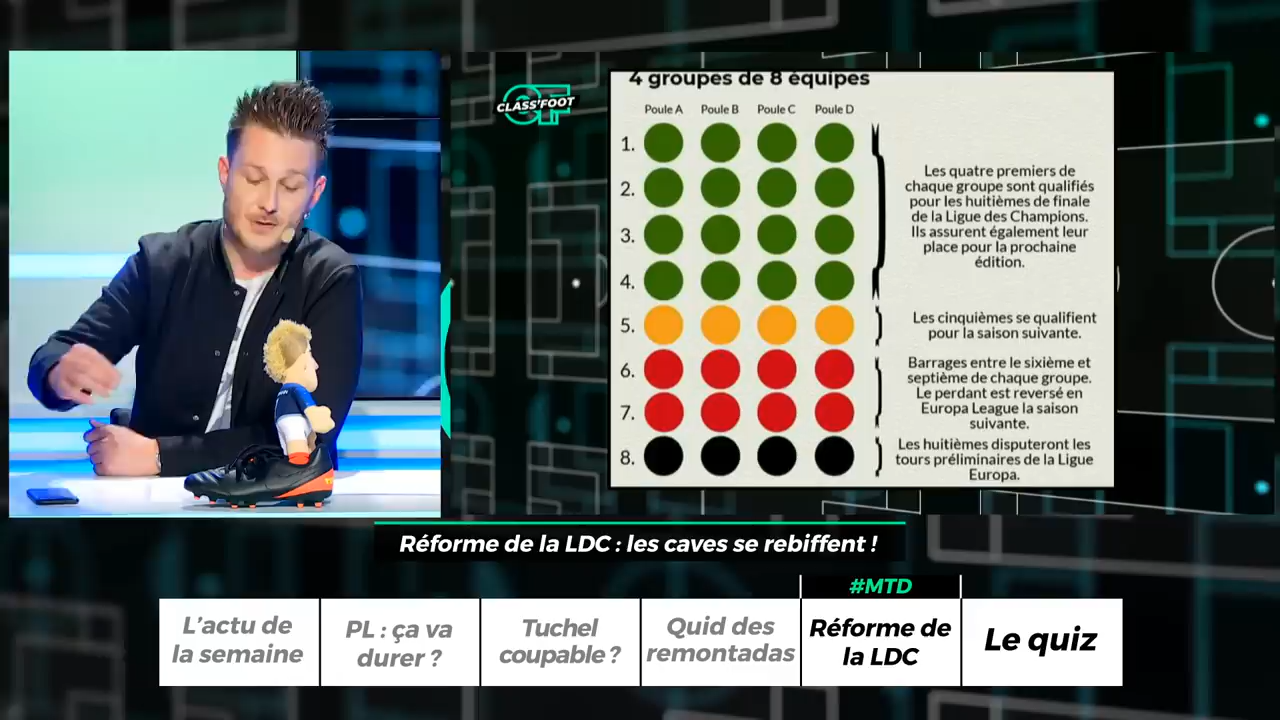 CLASS'FOOT
CF
4 groupes de 8 équipes
Poule A Poule B Poule C Poule D
1.
2.
3.
4.
5.
6.
7.
8.
Les quatre premiers de
chaque groupe sont qualifiés
pour les huitièmes de finale
de la Ligue des Champions.
Ils assurent également leur
place pour la prochaine
édition.
Les cinquièmes se qualifient
pour la saison suivante.
Barrages entre le sixième et
septième de chaque groupe.
Le perdant est reversé en
Europa League la saison
suivante.
Les huitièmes disputeront les
tours préliminaires de la Ligue
Europa.
Réforme de la LDC : les caves se rebiffent !
#MTD
L'actu de
la semaine
PL : ça va
durer ?
Tuchel
coupable ?
Quid des
remontadas
Réforme de
la LDC
Le quiz